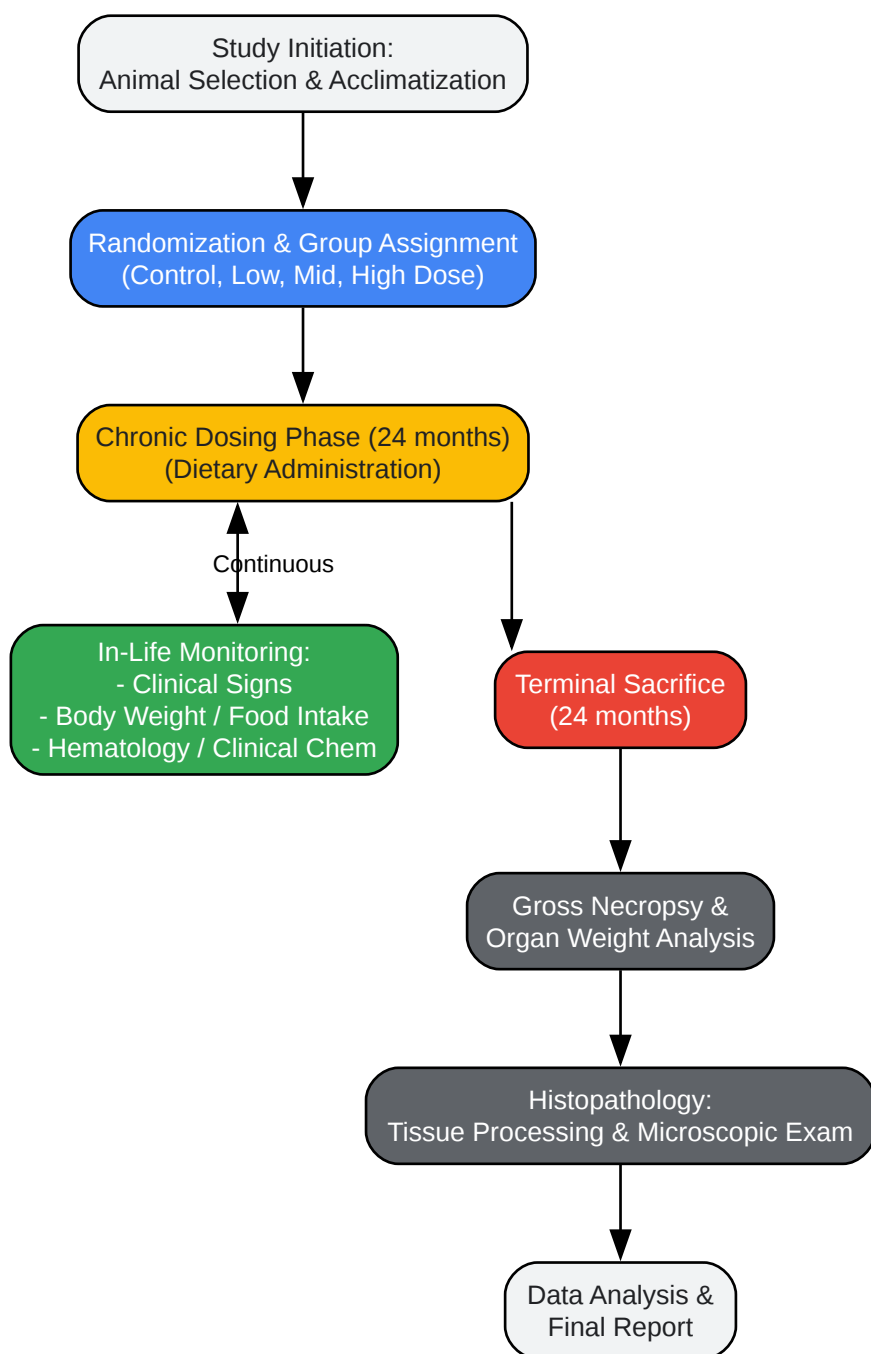 Study Initiation:
Animal Selection & Acclimatization
Randomization & Group Assignment
(Control, Low, Mid, High Dose)
Chronic Dosing Phase (24 months)
(Dietary Administration)
Continuous
In-Life Monitoring:
- Clinical Signs
- Body Weight / Food Intake
- Hematology / Clinical Chem
Terminal Sacrifice
(24 months)
Gross Necropsy &
Organ Weight Analysis
Histopathology:
Tissue Processing & Microscopic Exam
Data Analysis &
Final Report